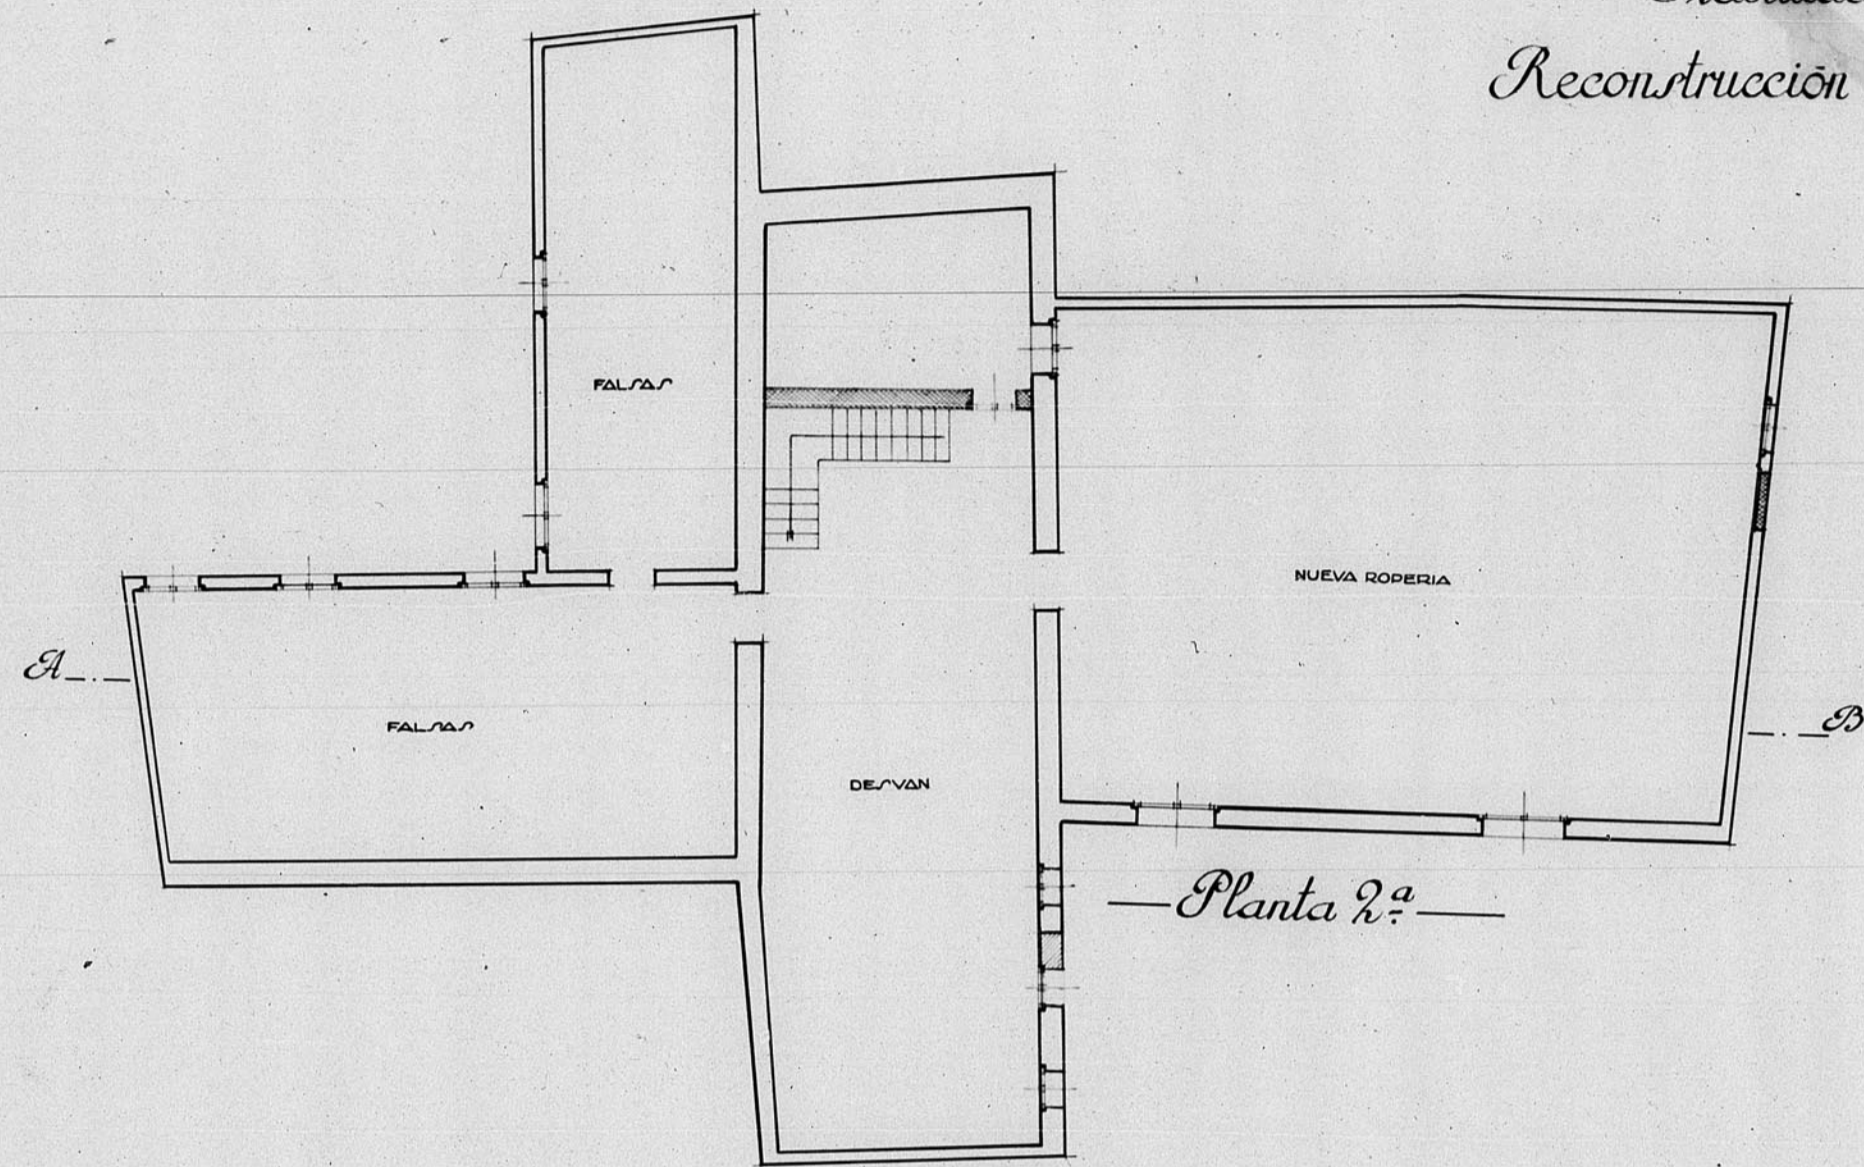 Reconstrucción
FALSAS
NUEVA ROPERIA
A
FALSAS
B
DESVAN
Planta 2ª